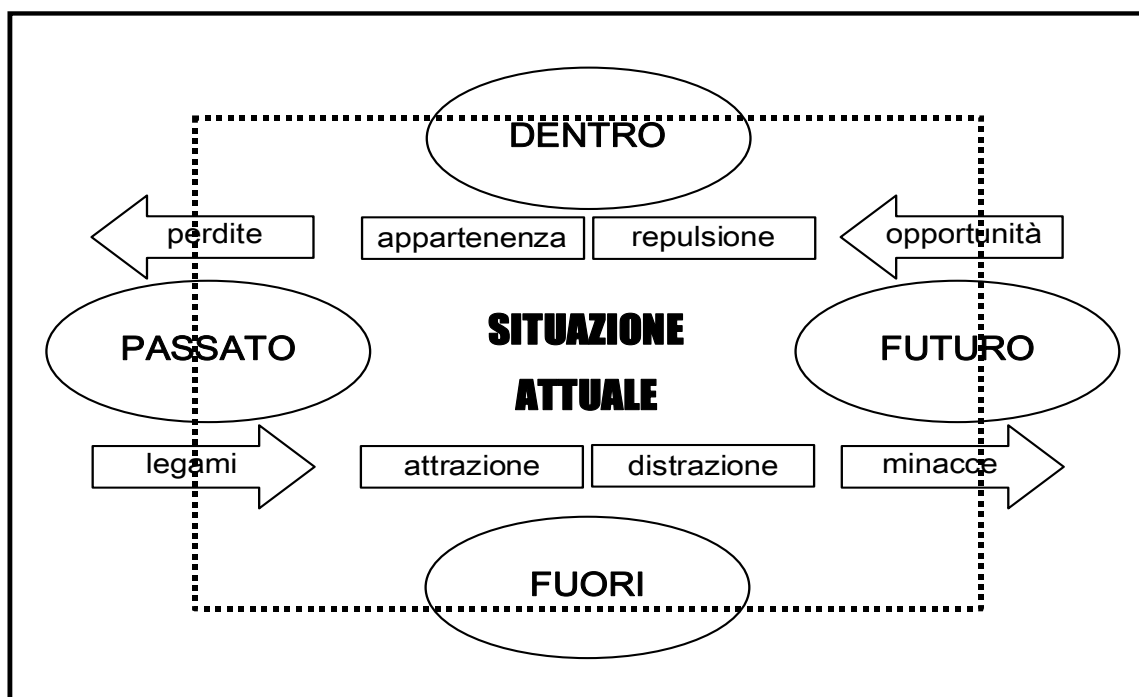 DENTRO
perdite
appartenenza
repulsione
opportunità
PASSATO
SITUAZIONE
ATTUALE
FUTURO
legami
attrazione
distrazione
minacce
FUORI